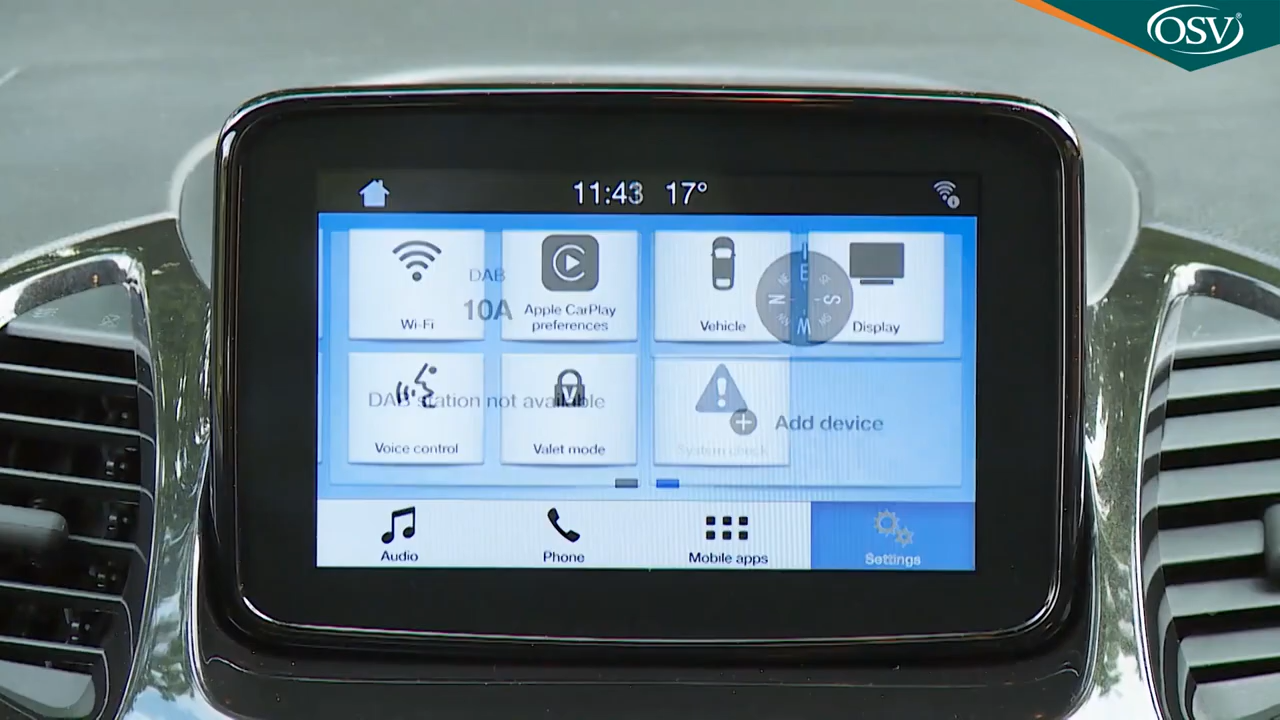 OSV®
11:43 17°
DAB
10A
Wi-Fi
Apple CarPlay
preferences
Vehicle
N E S W
Display
DAB station not available
Voice control
Valet mode
System check
Add device
Audio
Phone
Mobile apps
Settings